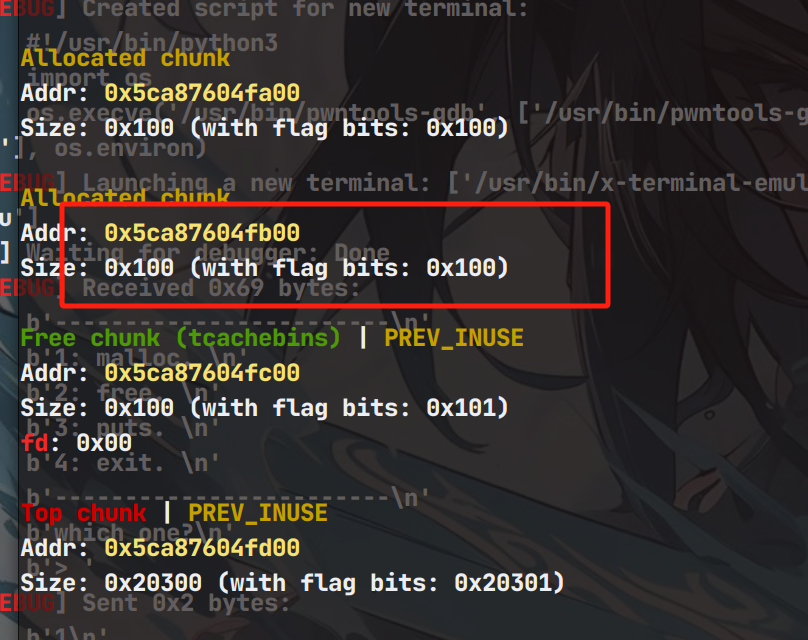 EBUG] Created script for new terminal:
#!/usr/bin/python3
Allocated chunk
import os
Addr: 0x5ca87604fa00
os.execve('/usr/bin/pwntools-gdb', ['/usr/bin/pwntools-g
Size: 0x100 (with flag bits: 0x100)
'], os.environ)
EBUG] Launching a new terminal: ['/usr/bin/x-terminal-emul
Allocated chunk
u']
Addr: 0x5ca87604fb00
] Waiting for debugger: Done
Size: 0x100 (with flag bits: 0x100)
EBUG] Received 0x69 bytes:
b'------------------------\n'
Free chunk (tcachebins) | PREV_INUSE
b'1: malloc. \n'
Addr: 0x5ca87604fc00
b'2: free. \n'
Size: 0x100 (with flag bits: 0x101)
b'3: puts. \n'
fd: 0x00
b'4: exit. \n'
b'------------------------\n'
Top chunk | PREV_INUSE
b'which one?\n'
Addr: 0x5ca87604fd00
b'> '
Size: 0x20300 (with flag bits: 0x20301)
EBUG] Sent 0x2 bytes:
b'1\n'